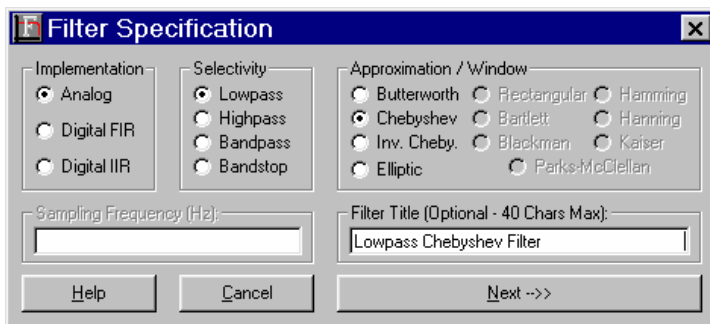 Filter Specification
Implementation
Analog
Digital FIR
Digital IIR
Selectivity
Lowpass
Highpass
Bandpass
Bandstop
Approximation / Window
Butterworth Rectangular Hamming
Chebyshev Bartlett Hanning
Inv. Cheby. Blackman Kaiser
Elliptic Parks-McClellan
Sampling Frequency (Hz):
Filter Title (Optional - 40 Chars Max):
Lowpass Chebyshev Filter
Help
Cancel
Next -->>